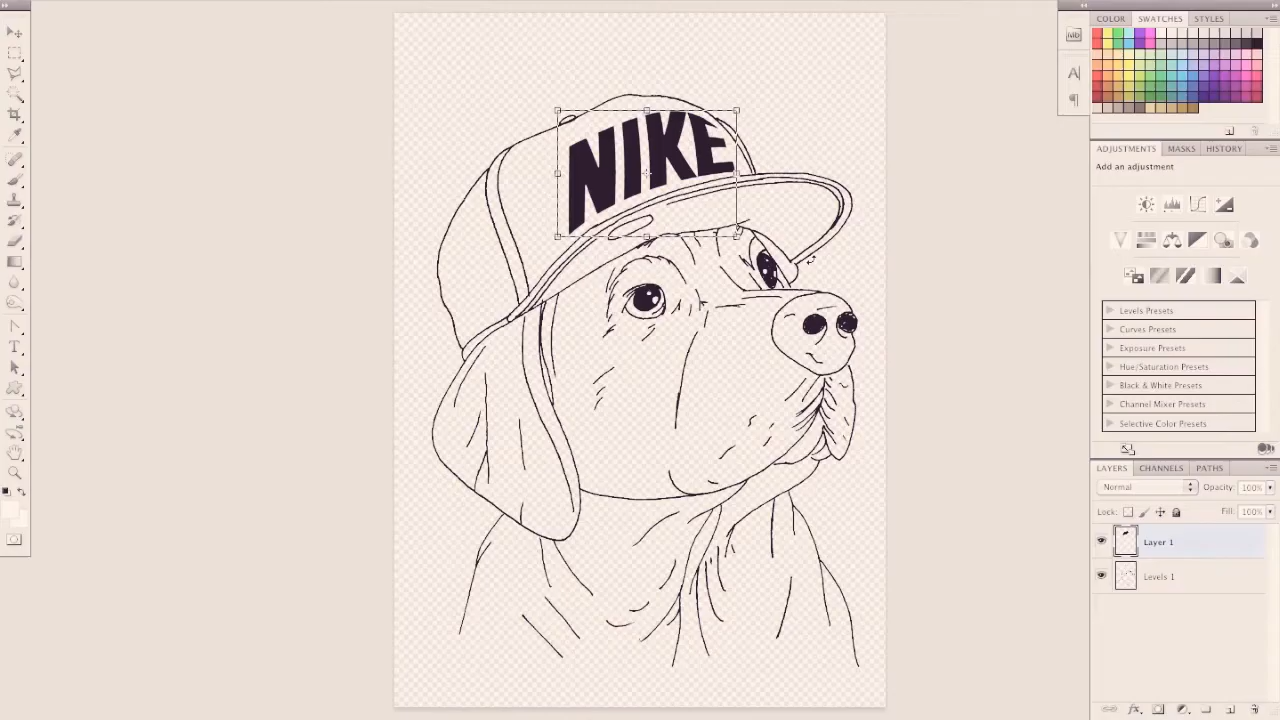 COLOR SWATCHES STYLES
NIKE
ADJUSTMENTS MASKS HISTORY
Add an adjustment
Levels Presets
Curves Presets
Exposure Presets
Hue/Saturation Presets
Black & White Presets
Channel Mixer Presets
Selective Color Presets
LAYERS CHANNELS PATHS
Normal Opacity: 100%
Lock: Fill: 100%
Layer 1
Levels 1